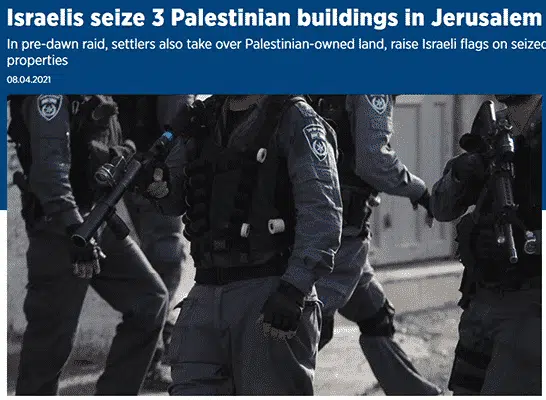 Israelis seize 3 Palestinian buildings in Jerusalem
In pre-dawn raid, settlers also take over Palestinian-owned land, raise Israeli flags on seized
properties
08.04.2021